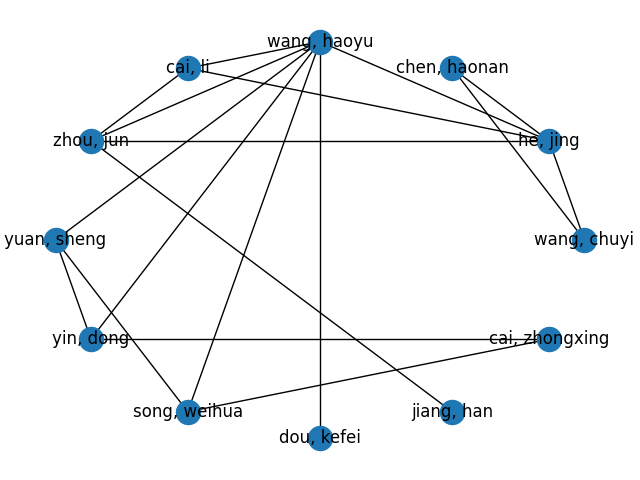 wang, haoyu
cai, li
chen, haonan
zhou, jun
he, jing
yuan, sheng
wang, chuyi
yin, dong
cai, zhongxing
song, weihua
jiang, han
dou, kefei